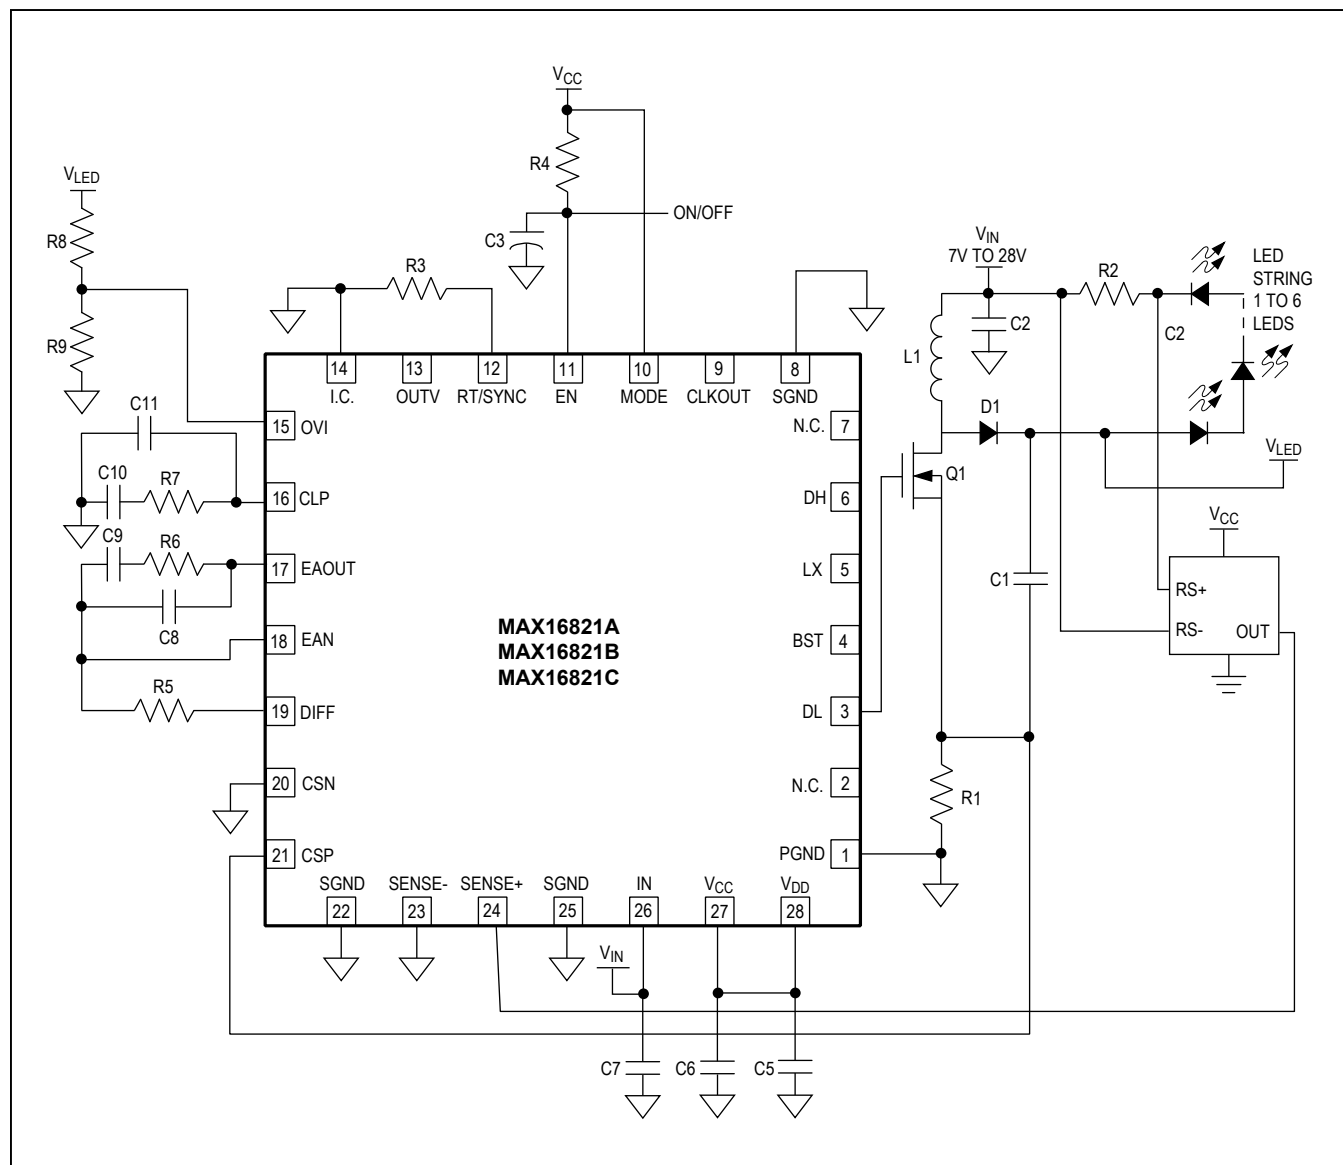 VCC
R4
VLED
ON/OFF
R8
C3
VIN
7V TO 28V
R2
LED
STRING
1 TO 6
LEDS
R3
C2
C2
R9
L1
14
13
12
11
10
9
8
I.C.
OUTV
RT/SYNC
EN
MODE
CLKOUT
SGND
C11
D1
15
OVI
N.C.
7
VLED
C10
R7
Q1
16
CLP
DH
6
C9
R6
VCC
17
EAOUT
LX
5
C1
RS+
C8
18
EAN
MAX16821A
MAX16821B
MAX16821C
BST
4
RS-
OUT
R5
19
DIFF
DL
3
20
CSN
N.C.
2
R1
21
CSP
PGND
1
SGND
SENSE-
SENSE+
SGND
IN
VCC
VDD
22
23
24
25
26
27
28
VIN
C7
C6
C5